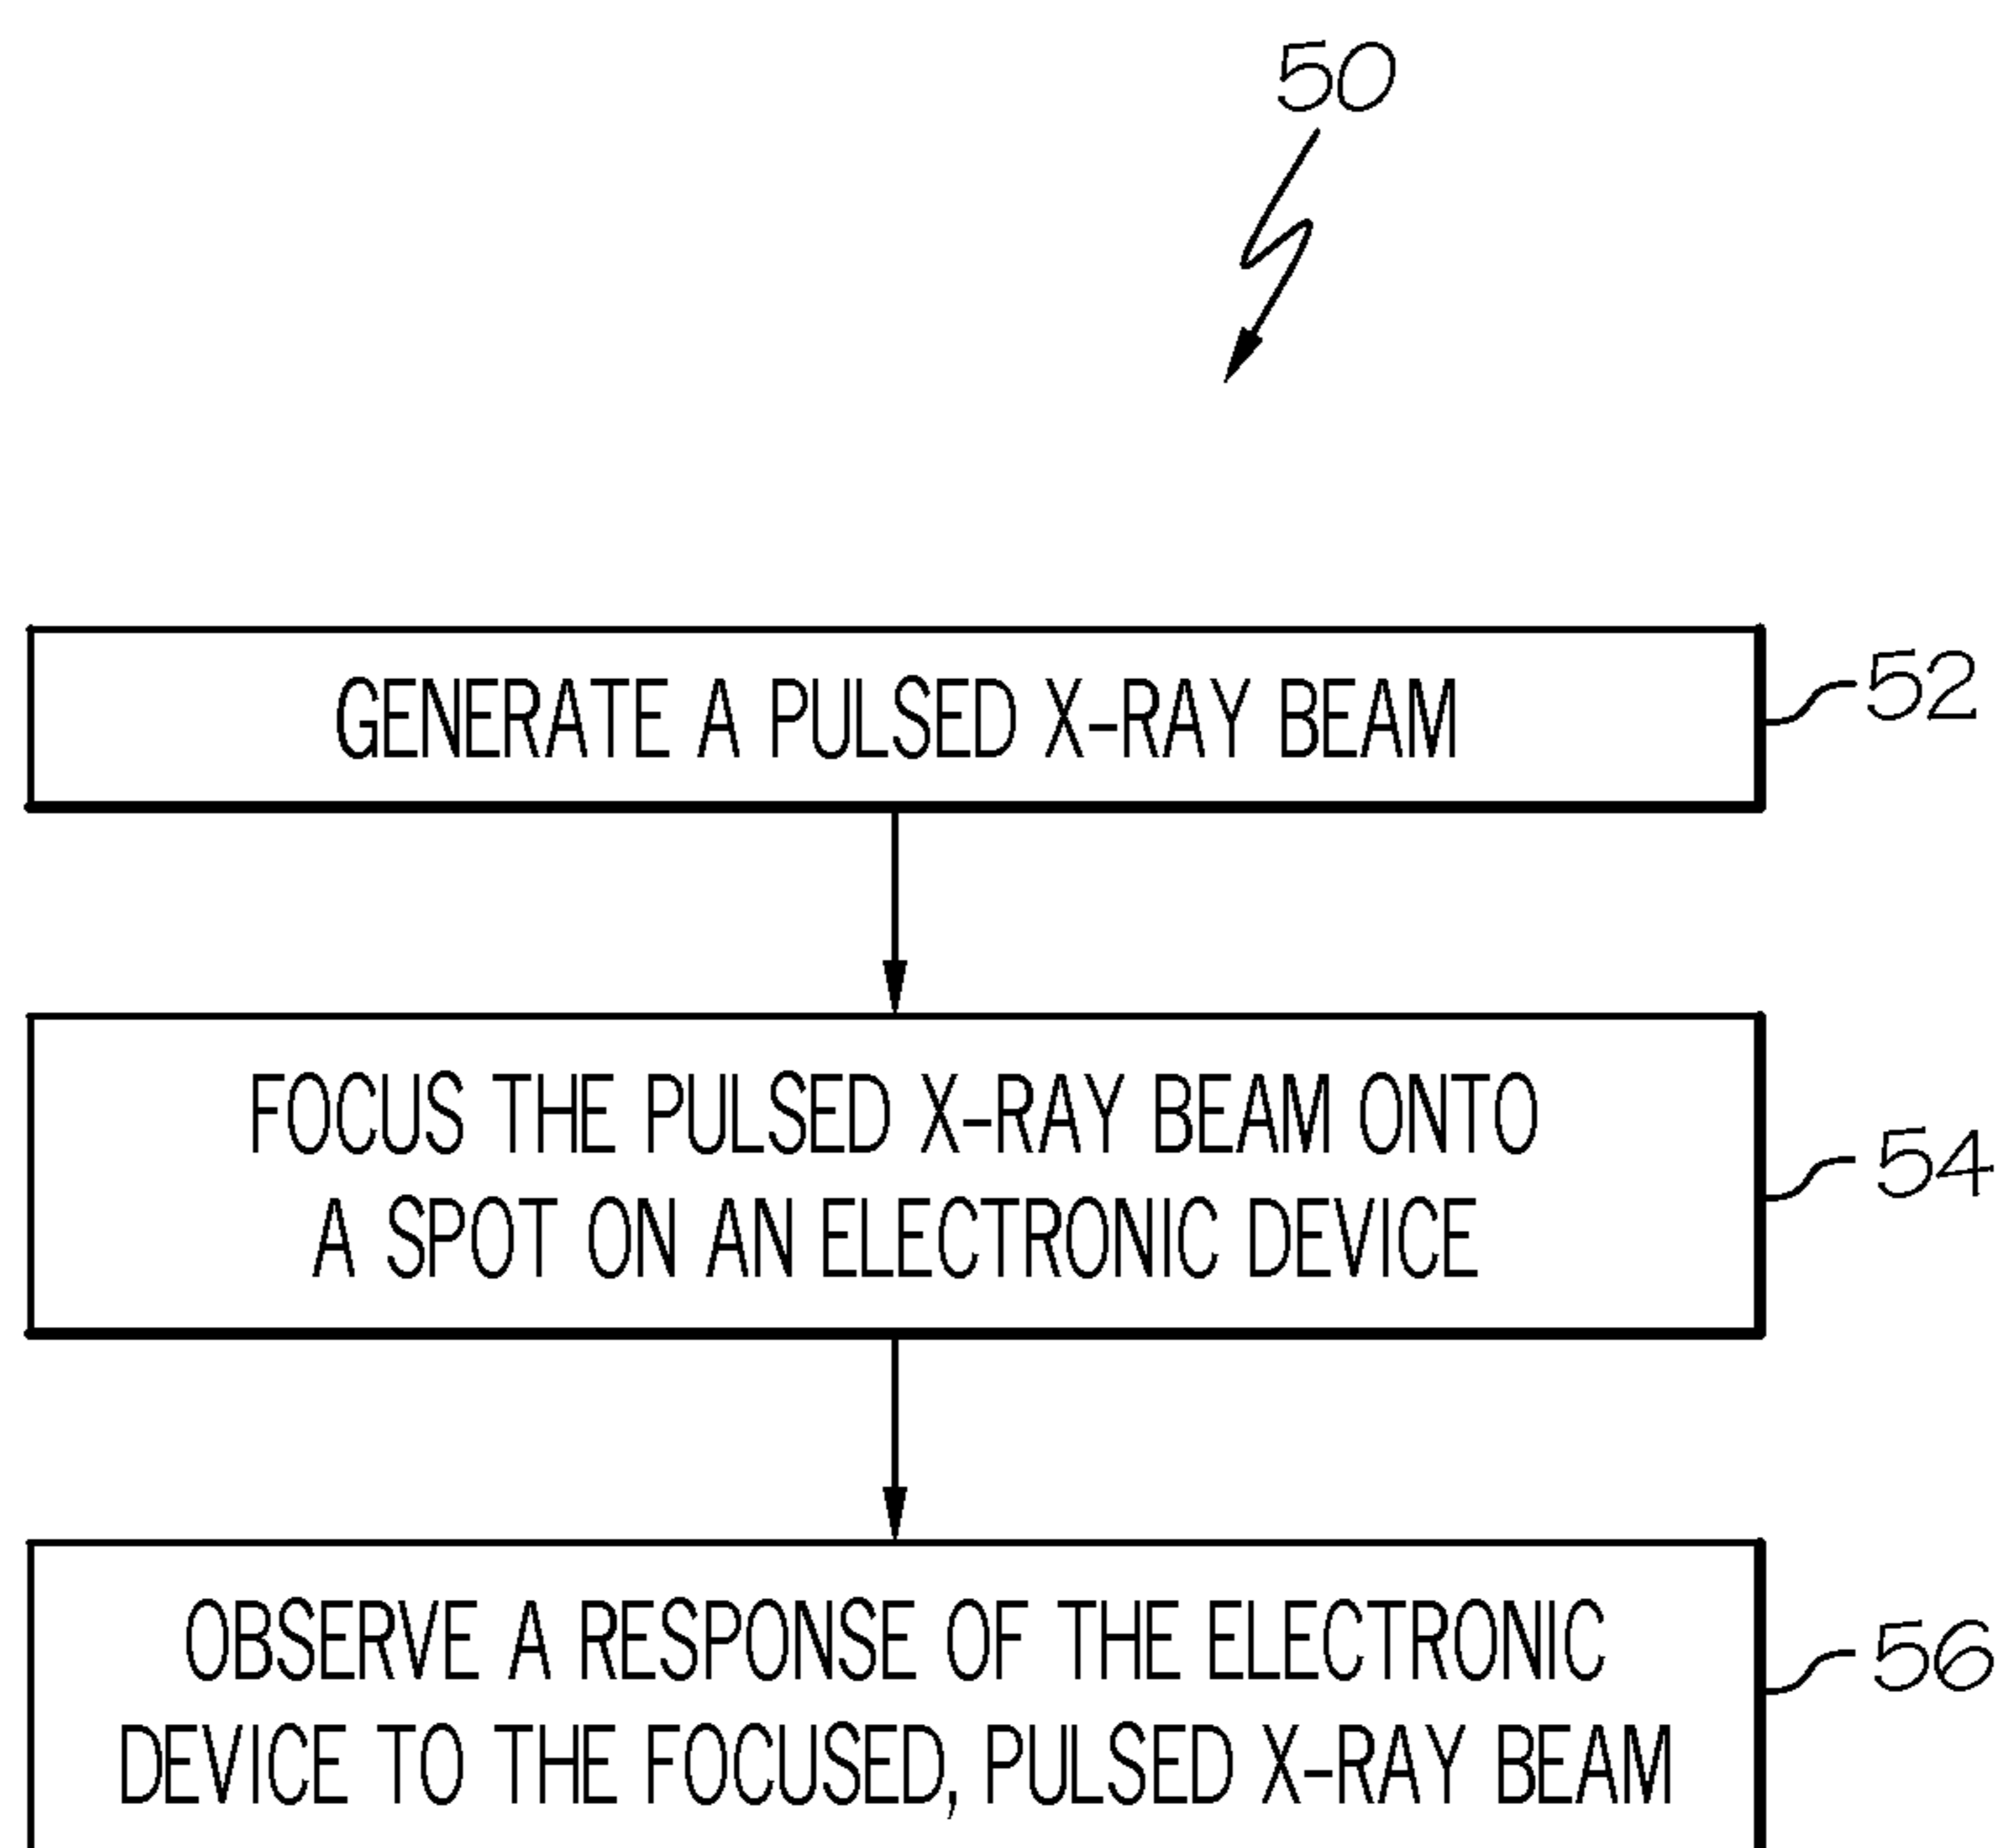 50
GENERATE A PULSED X-RAY BEAM
52
FOCUS THE PULSED X-RAY BEAM ONTO
A SPOT ON AN ELECTRONIC DEVICE
54
OBSERVE A RESPONSE OF THE ELECTRONIC
DEVICE TO THE FOCUSED, PULSED X-RAY BEAM
56